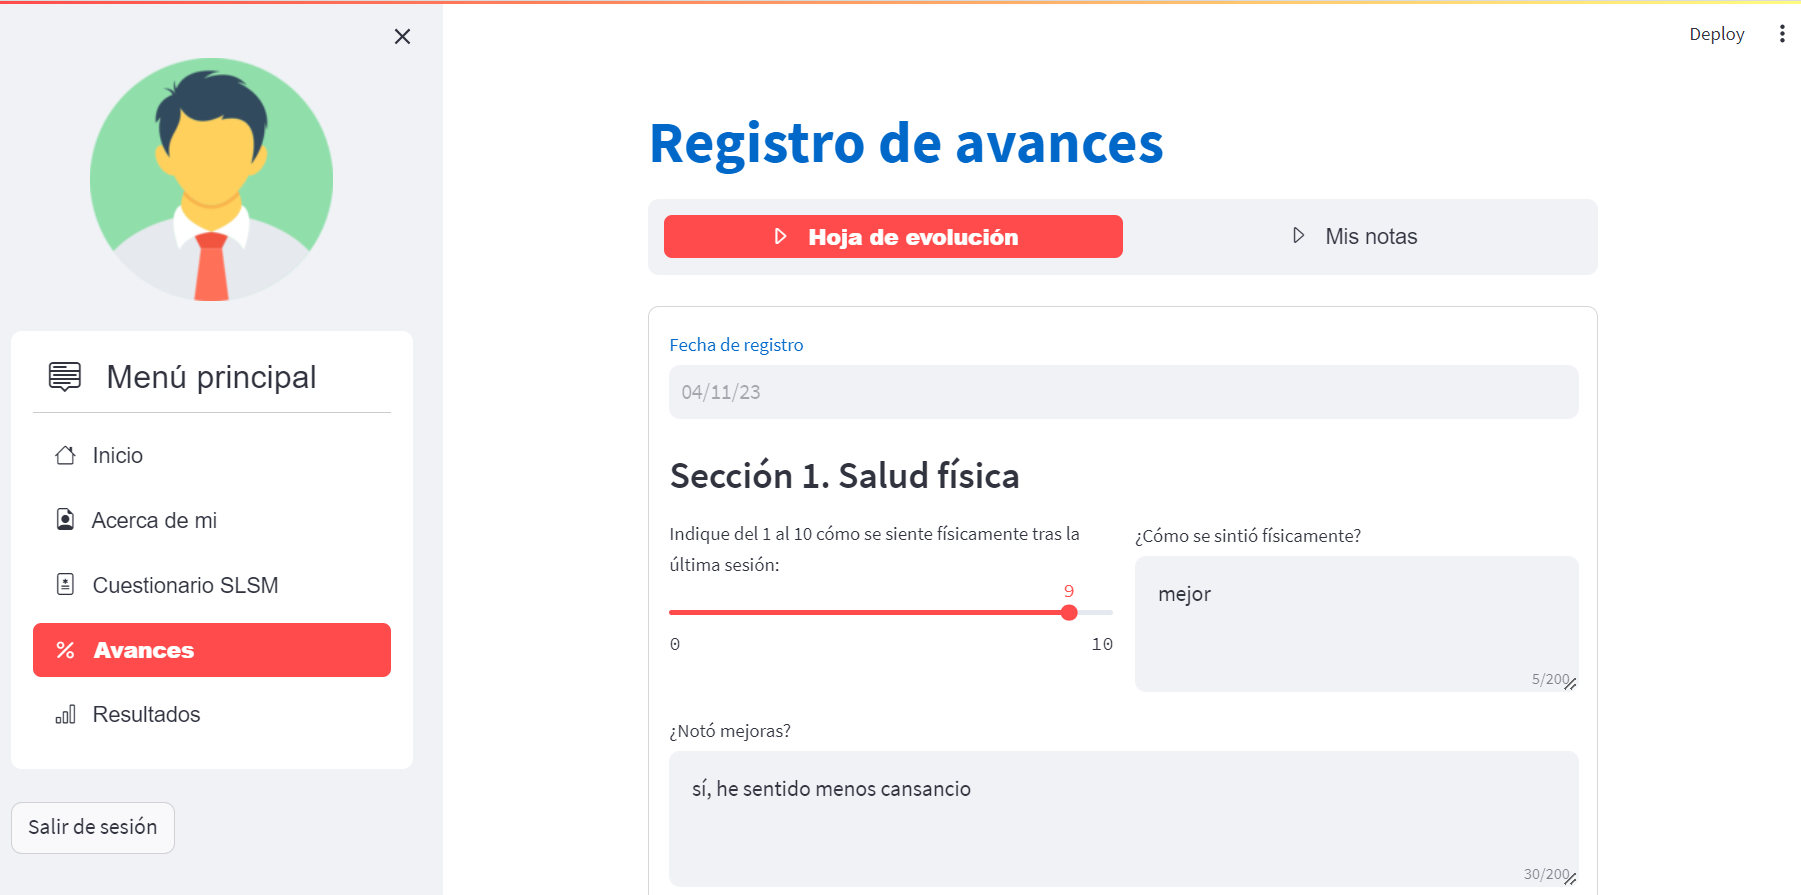 Deploy
Menú principal
Inicio
Acerca de mi
Cuestionario SLSM
Avances
Resultados
Salir de sesión
Registro de avances
Hoja de evolución
Mis notas
Fecha de registro
04/11/23
Sección 1. Salud física
Indique del 1 al 10 cómo se siente físicamente tras la
última sesión:
9
0
10
¿Cómo se sintió físicamente?
mejor
5/200
¿Notó mejoras?
sí, he sentido menos cansancio
30/200